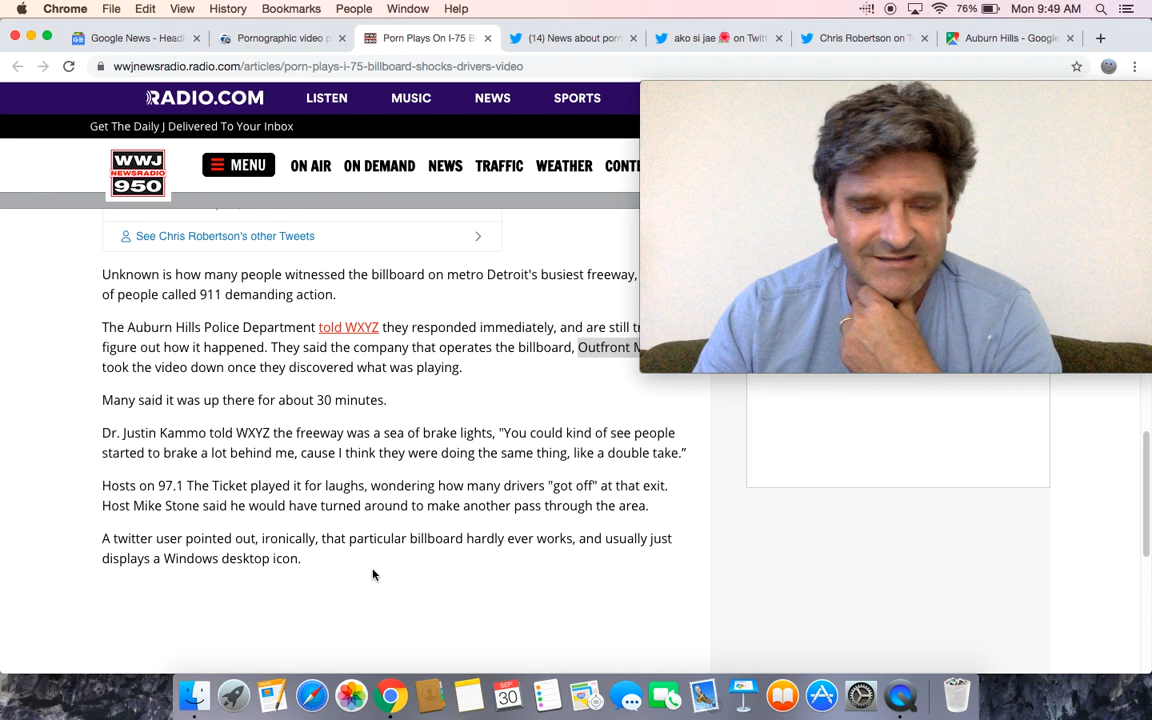 Chrome File Edit View History Bookmarks People Window Help 76% Mon 9:49 AM
Google News - Headl Pornographic video p Porn Plays On I-75 B (14) News about porn ako si jae on Twitt Chris Robertson on T Auburn Hills - Google
wwjnewsradio.radio.com/articles/porn-plays-i-75-billboard-shocks-drivers-video
RADIO.COM LISTEN MUSIC NEWS SPORTS
Get The Daily J Delivered To Your Inbox
WWJ
NEWSRADIO
950
MENU ON AIR ON DEMAND NEWS TRAFFIC WEATHER CONTE
See Chris Robertson's other Tweets
Unknown is how many people witnessed the billboard on metro Detroit's busiest freeway,
of people called 911 demanding action.
The Auburn Hills Police Department told WXYZ they responded immediately, and are still tr
figure out how it happened. They said the company that operates the billboard, Outfront M
took the video down once they discovered what was playing.
Many said it was up there for about 30 minutes.
Dr. Justin Kammo told WXYZ the freeway was a sea of brake lights, "You could kind of see people
started to brake a lot behind me, cause I think they were doing the same thing, like a double take.”
Hosts on 97.1 The Ticket played it for laughs, wondering how many drivers "got off" at that exit.
Host Mike Stone said he would have turned around to make another pass through the area.
A twitter user pointed out, ironically, that particular billboard hardly ever works, and usually just
displays a Windows desktop icon.
SEP
30